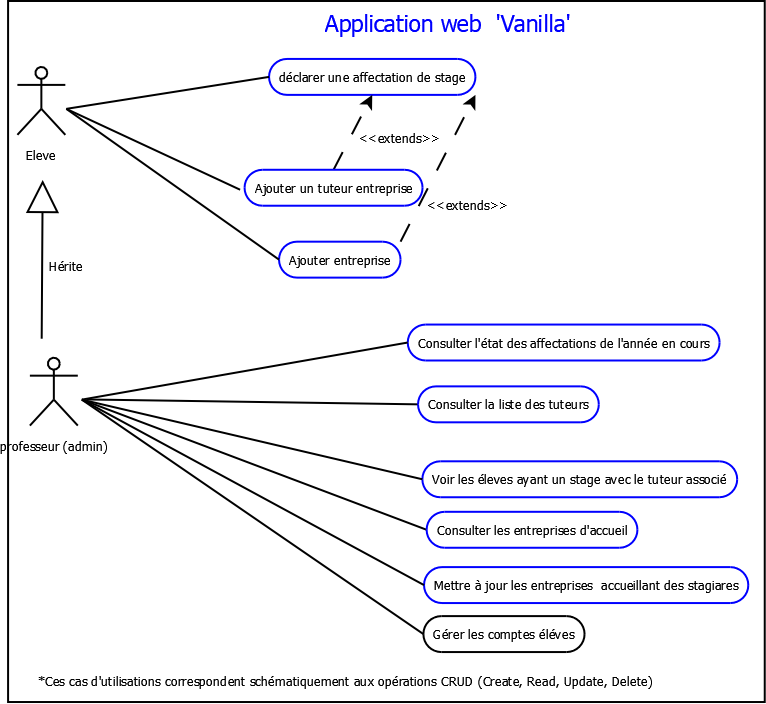 Application web 'Vanilla'
déclarer une affectation de stage
<<extends>>
Eleve
Ajouter un tuteur entreprise
<<extends>>
Ajouter entreprise
Hérite
Consulter l'état des affectations de l'année en cours
Consulter la liste des tuteurs
professeur (admin)
Voir les éleves ayant un stage avec le tuteur associé
Consulter les entreprises d'accueil
Mettre à jour les entreprises accueillant des stagiares
Gérer les comptes éléves
*Ces cas d'utilisations correspondent schématiquement aux opérations CRUD (Create, Read, Update, Delete)